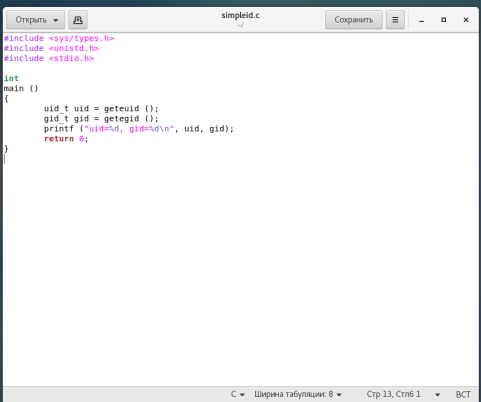 Открыть
simpleid.c
~/
Сохранить
#include <sys/types.h>
#include <unistd.h>
#include <stdio.h>
int
main ()
{
uid_t uid = geteuid ();
gid_t gid = getegid ();
printf ("uid=%d, gid=%d\n", uid, gid);
return 0;
}
C Ширина табуляции: 8 Стр 13, Стлб 1 ВСТ